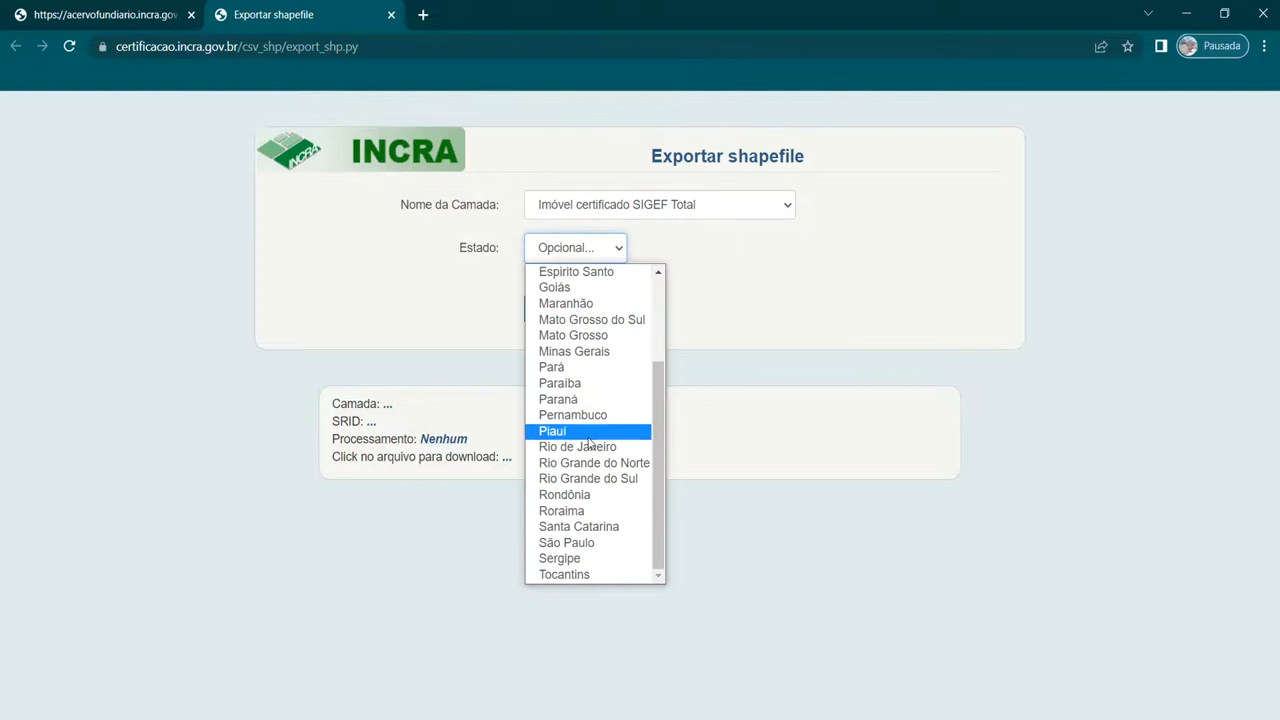 https://acervofundiario.incra.gov.
Exportar shapefile
certificacao.incra.gov.br/csv_shp/export_shp.py
Pausada
INCRA
INCRA
Exportar shapefile
Nome da Camada:
Imóvel certificado SIGEF Total
Estado:
Opcional...
Espirito Santo
Goiás
Maranhão
Mato Grosso do Sul
Mato Grosso
Minas Gerais
Pará
Paraíba
Paraná
Pernambuco
Piauí
Rio de Janeiro
Rio Grande do Norte
Rio Grande do Sul
Rondônia
Roraima
Santa Catarina
São Paulo
Sergipe
Tocantins
Camada: ...
SRID: ...
Processamento: Nenhum
Click no arquivo para download: ...